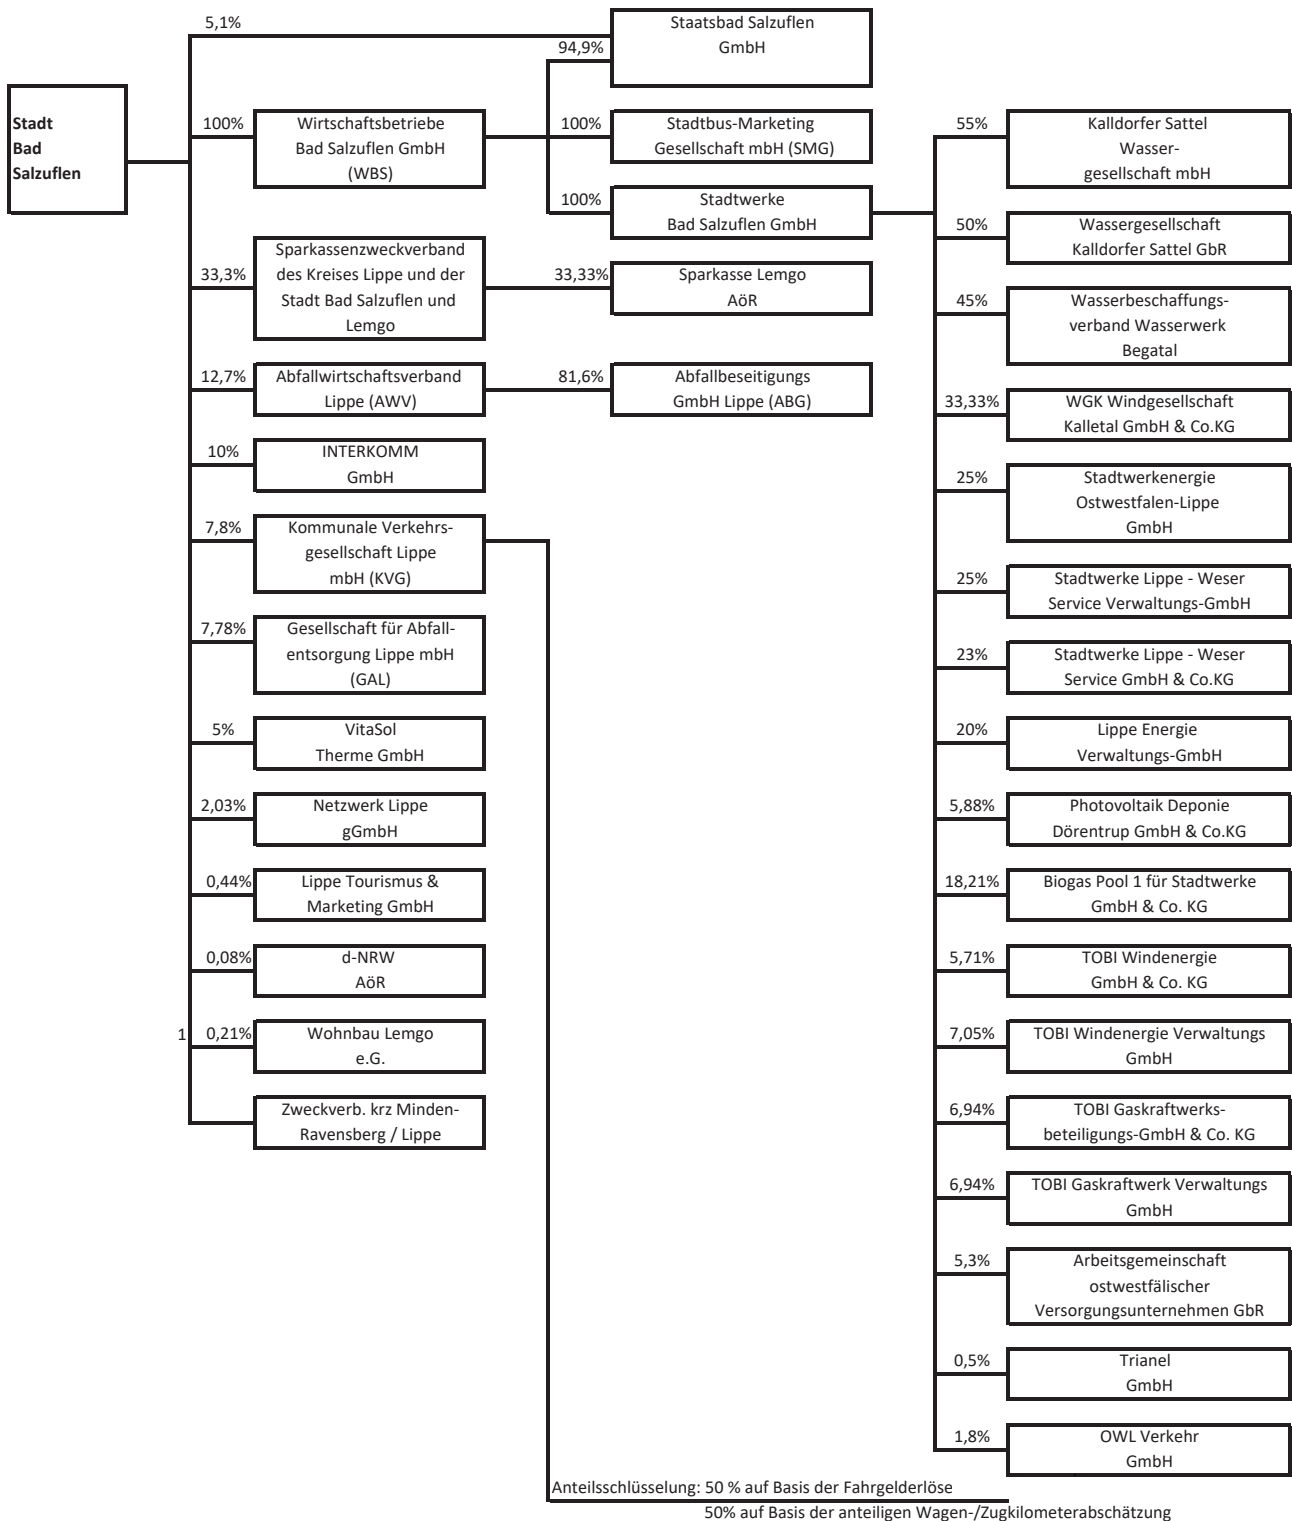 Stadt
Bad
Salzuflen
5,1%
Staatsbad Salzuflen
GmbH
94,9%
100%
Wirtschaftsbetriebe
Bad Salzuflen GmbH
(WBS)
100%
Stadtbus-Marketing
Gesellschaft mbH (SMG)
100%
Stadtwerke
Bad Salzuflen GmbH
33,3%
Sparkassenzweckverband
des Kreises Lippe und der
Stadt Bad Salzuflen und
Lemgo
33,33%
Sparkasse Lemgo
AöR
12,7%
Abfallwirtschaftsverband
Lippe (AWV)
81,6%
Abfallbeseitigungs
GmbH Lippe (ABG)
10%
INTERKOMM
GmbH
7,8%
Kommunale Verkehrs-
gesellschaft Lippe
mbH (KVG)
7,78%
Gesellschaft für Abfall-
entsorgung Lippe mbH
(GAL)
5%
VitaSol
Therme GmbH
2,03%
Netzwerk Lippe
gGmbH
0,44%
Lippe Tourismus &
Marketing GmbH
0,08%
d-NRW
AöR
1
0,21%
Wohnbau Lemgo
e.G.
Zweckverb. krz Minden-
Ravensberg / Lippe
55%
Kalldorfer Sattel
Wasser-
gesellschaft mbH
50%
Wassergesellschaft
Kalldorfer Sattel GbR
45%
Wasserbeschaffungs-
verband Wasserwerk
Begatal
33,33%
WGK Windgesellschaft
Kalletal GmbH & Co.KG
25%
Stadtwerkenergie
Ostwestfalen-Lippe
GmbH
25%
Stadtwerke Lippe - Weser
Service Verwaltungs-GmbH
23%
Stadtwerke Lippe - Weser
Service GmbH & Co.KG
20%
Lippe Energie
Verwaltungs-GmbH
5,88%
Photovoltaik Deponie
Dörentrup GmbH & Co.KG
18,21%
Biogas Pool 1 für Stadtwerke
GmbH & Co. KG
5,71%
TOBI Windenergie
GmbH & Co. KG
7,05%
TOBI Windenergie Verwaltungs
GmbH
6,94%
TOBI Gaskraftwerks-
beteiligungs-GmbH & Co. KG
6,94%
TOBI Gaskraftwerk Verwaltungs
GmbH
5,3%
Arbeitsgemeinschaft
ostwestfälischer
Versorgungsunternehmen GbR
0,5%
Trianel
GmbH
1,8%
OWL Verkehr
GmbH
Anteilsschlüsselung: 50 % auf Basis der Fahrgelderlöse
50% auf Basis der anteiligen Wagen-/Zugkilometerabschätzung